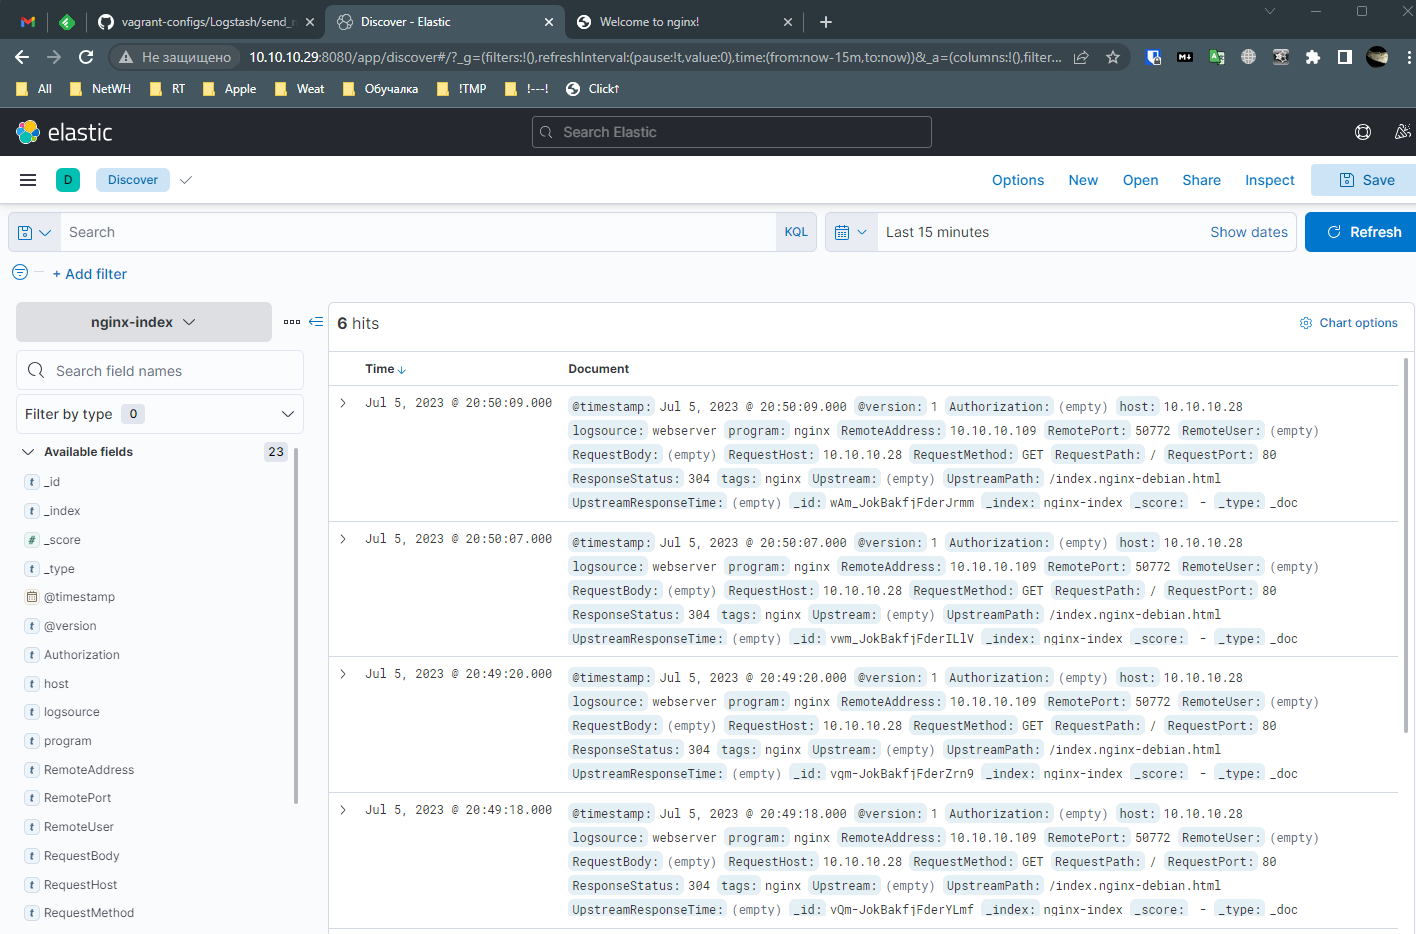 vagrant-configs/Logstash/send_n
Discover - Elastic
Welcome to nginx!
Не защищено
10.10.10.29:8080/app/discover#/?_g=(filters:!(),refreshInterval:(pause:!t,value:0),time:(from:now-15m,to:now))&_a=(columns:!(),filter...
All NetWH RT Apple Weat Обучалка !TMP !---! Click↑
elastic
Search Elastic
D Discover
Options New Open Share Inspect Save
Search KQL
Last 15 minutes Show dates Refresh
+ Add filter
nginx-index
Search field names
Filter by type 0
Available fields 23
t _id
t _index
# _score
t _type
@timestamp
t @version
t Authorization
t host
t logsource
t program
t RemoteAddress
t RemotePort
t RemoteUser
t RequestBody
t RequestHost
t RequestMethod
6 hits
Chart options
Time ↓ Document
Jul 5, 2023 @ 20:50:09.000
@timestamp: Jul 5, 2023 @ 20:50:09.000 @version: 1 Authorization: (empty) host: 10.10.10.28
logsource: webserver program: nginx RemoteAddress: 10.10.10.109 RemotePort: 50772 RemoteUser: (empty)
RequestBody: (empty) RequestHost: 10.10.10.28 RequestMethod: GET RequestPath: / RequestPort: 80
ResponseStatus: 304 tags: nginx Upstream: (empty) UpstreamPath: /index.nginx-debian.html
UpstreamResponseTime: (empty) _id: wAm_JokBakfjFderJrmm _index: nginx-index _score: - _type: _doc
Jul 5, 2023 @ 20:50:07.000
@timestamp: Jul 5, 2023 @ 20:50:07.000 @version: 1 Authorization: (empty) host: 10.10.10.28
logsource: webserver program: nginx RemoteAddress: 10.10.10.109 RemotePort: 50772 RemoteUser: (empty)
RequestBody: (empty) RequestHost: 10.10.10.28 RequestMethod: GET RequestPath: / RequestPort: 80
ResponseStatus: 304 tags: nginx Upstream: (empty) UpstreamPath: /index.nginx-debian.html
UpstreamResponseTime: (empty) _id: vwm_JokBakfjFderILlV _index: nginx-index _score: - _type: _doc
Jul 5, 2023 @ 20:49:20.000
@timestamp: Jul 5, 2023 @ 20:49:20.000 @version: 1 Authorization: (empty) host: 10.10.10.28
logsource: webserver program: nginx RemoteAddress: 10.10.10.109 RemotePort: 50772 RemoteUser: (empty)
RequestBody: (empty) RequestHost: 10.10.10.28 RequestMethod: GET RequestPath: / RequestPort: 80
ResponseStatus: 304 tags: nginx Upstream: (empty) UpstreamPath: /index.nginx-debian.html
UpstreamResponseTime: (empty) _id: vgm-JokBakfjFderZrn9 _index: nginx-index _score: - _type: _doc
Jul 5, 2023 @ 20:49:18.000
@timestamp: Jul 5, 2023 @ 20:49:18.000 @version: 1 Authorization: (empty) host: 10.10.10.28
logsource: webserver program: nginx RemoteAddress: 10.10.10.109 RemotePort: 50772 RemoteUser: (empty)
RequestBody: (empty) RequestHost: 10.10.10.28 RequestMethod: GET RequestPath: / RequestPort: 80
ResponseStatus: 304 tags: nginx Upstream: (empty) UpstreamPath: /index.nginx-debian.html
UpstreamResponseTime: (empty) _id: vQm-JokBakfjFderYLmf _index: nginx-index _score: - _type: _doc